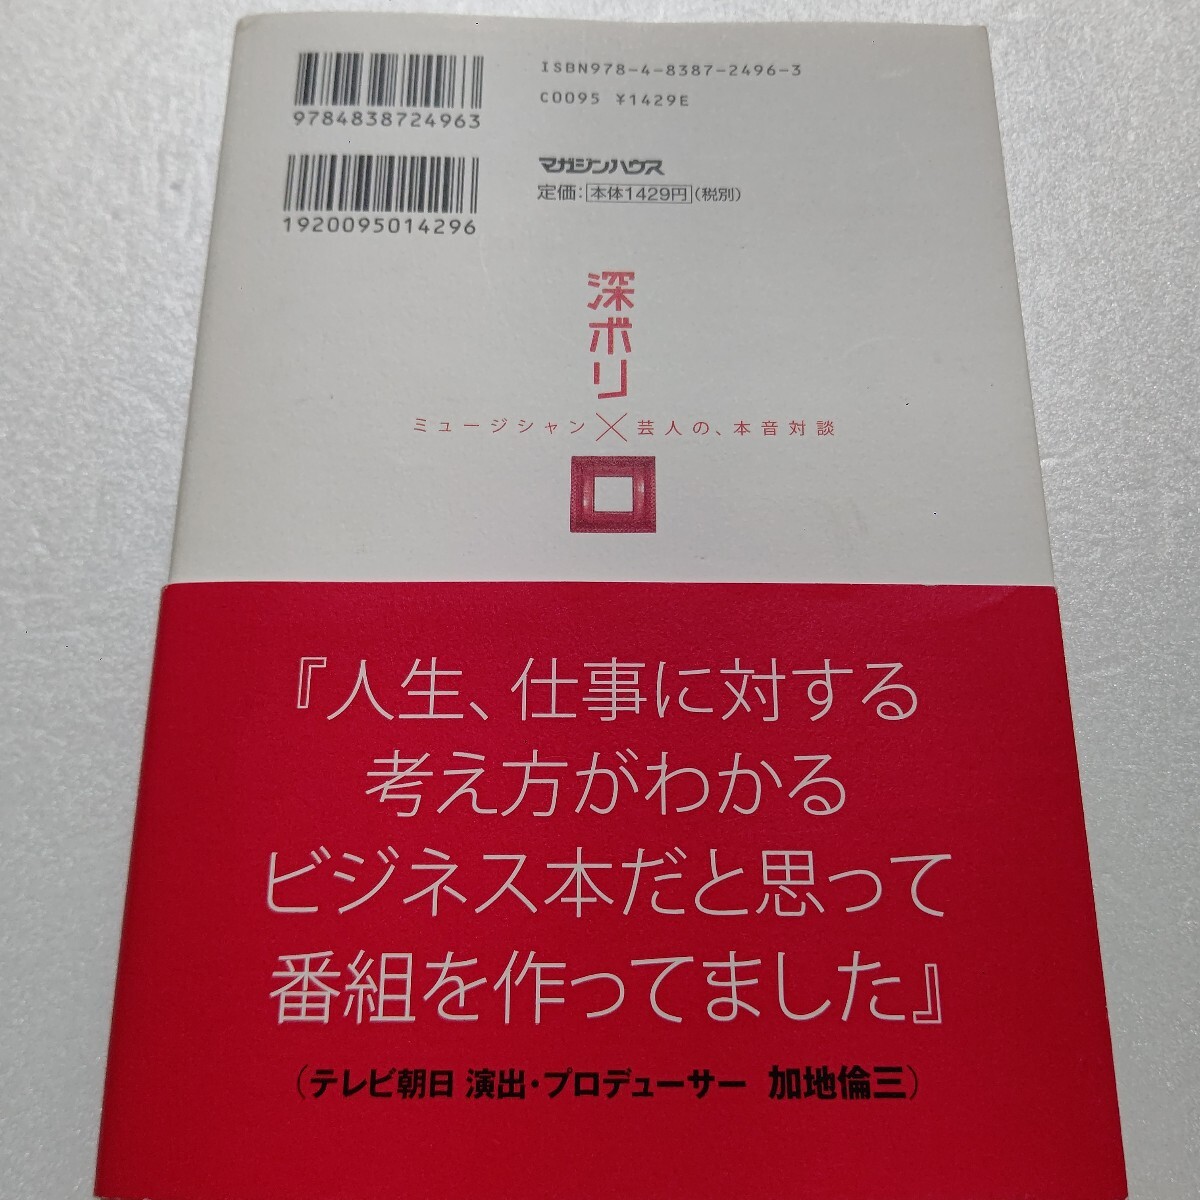 9784838724963
ISBN978-4-8387-2496-3
C0095 ¥1429E
1920095014296
マガジンハウス
定価：本体1429円（税別）
深ボリ
ミュージシャン×芸人の、本音対談
『人生、仕事に対する
考え方がわかる
ビジネス本だと思って
番組を作ってました』
（テレビ朝日 演出・プロデューサー 加地倫三）